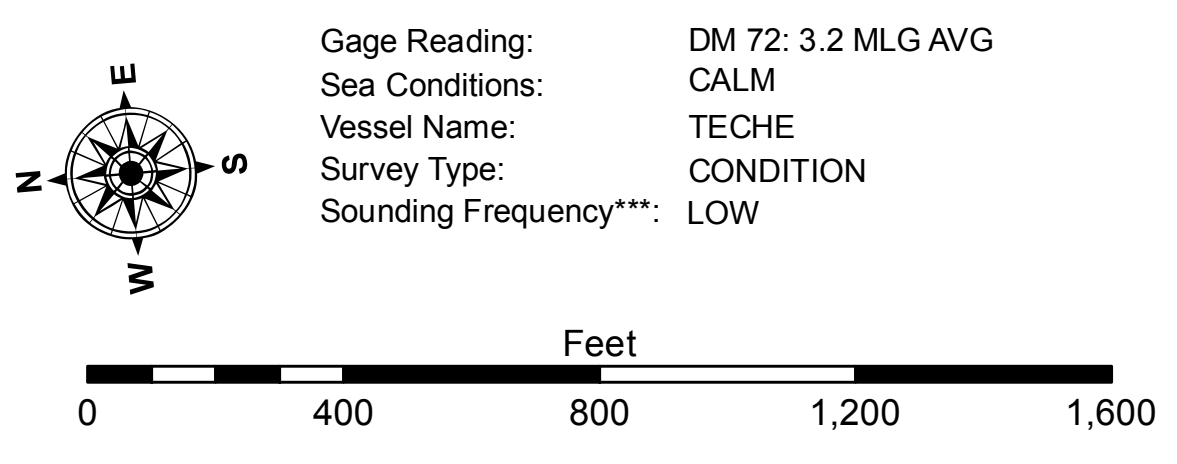 E
N
S
W
Gage Reading: DM 72: 3.2 MLG AVG
Sea Conditions: CALM
Vessel Name: TECHE
Survey Type: CONDITION
Sounding Frequency***: LOW
Feet
0 400 800 1,200 1,600